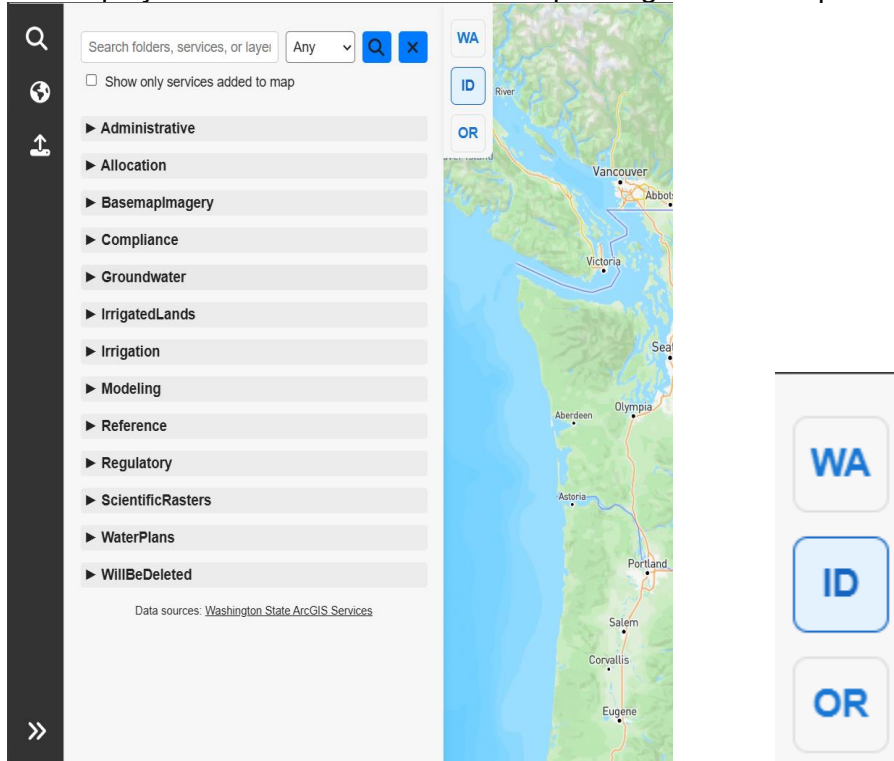 Search folders, services, or layer
Any
Show only services added to map
Administrative
Allocation
BasemapImagery
Compliance
Groundwater
IrrigatedLands
Irrigation
Modeling
Reference
Regulatory
ScientificRasters
WaterPlans
WillBeDeleted
Data sources: Washington State ArcGIS Services
WA
ID
OR
River
Vancouver
Abbot
Victoria
Sea
Olympia
Aberdeen
Astoria
Portland
Salem
Corvallis
Eugene
WA
ID
OR